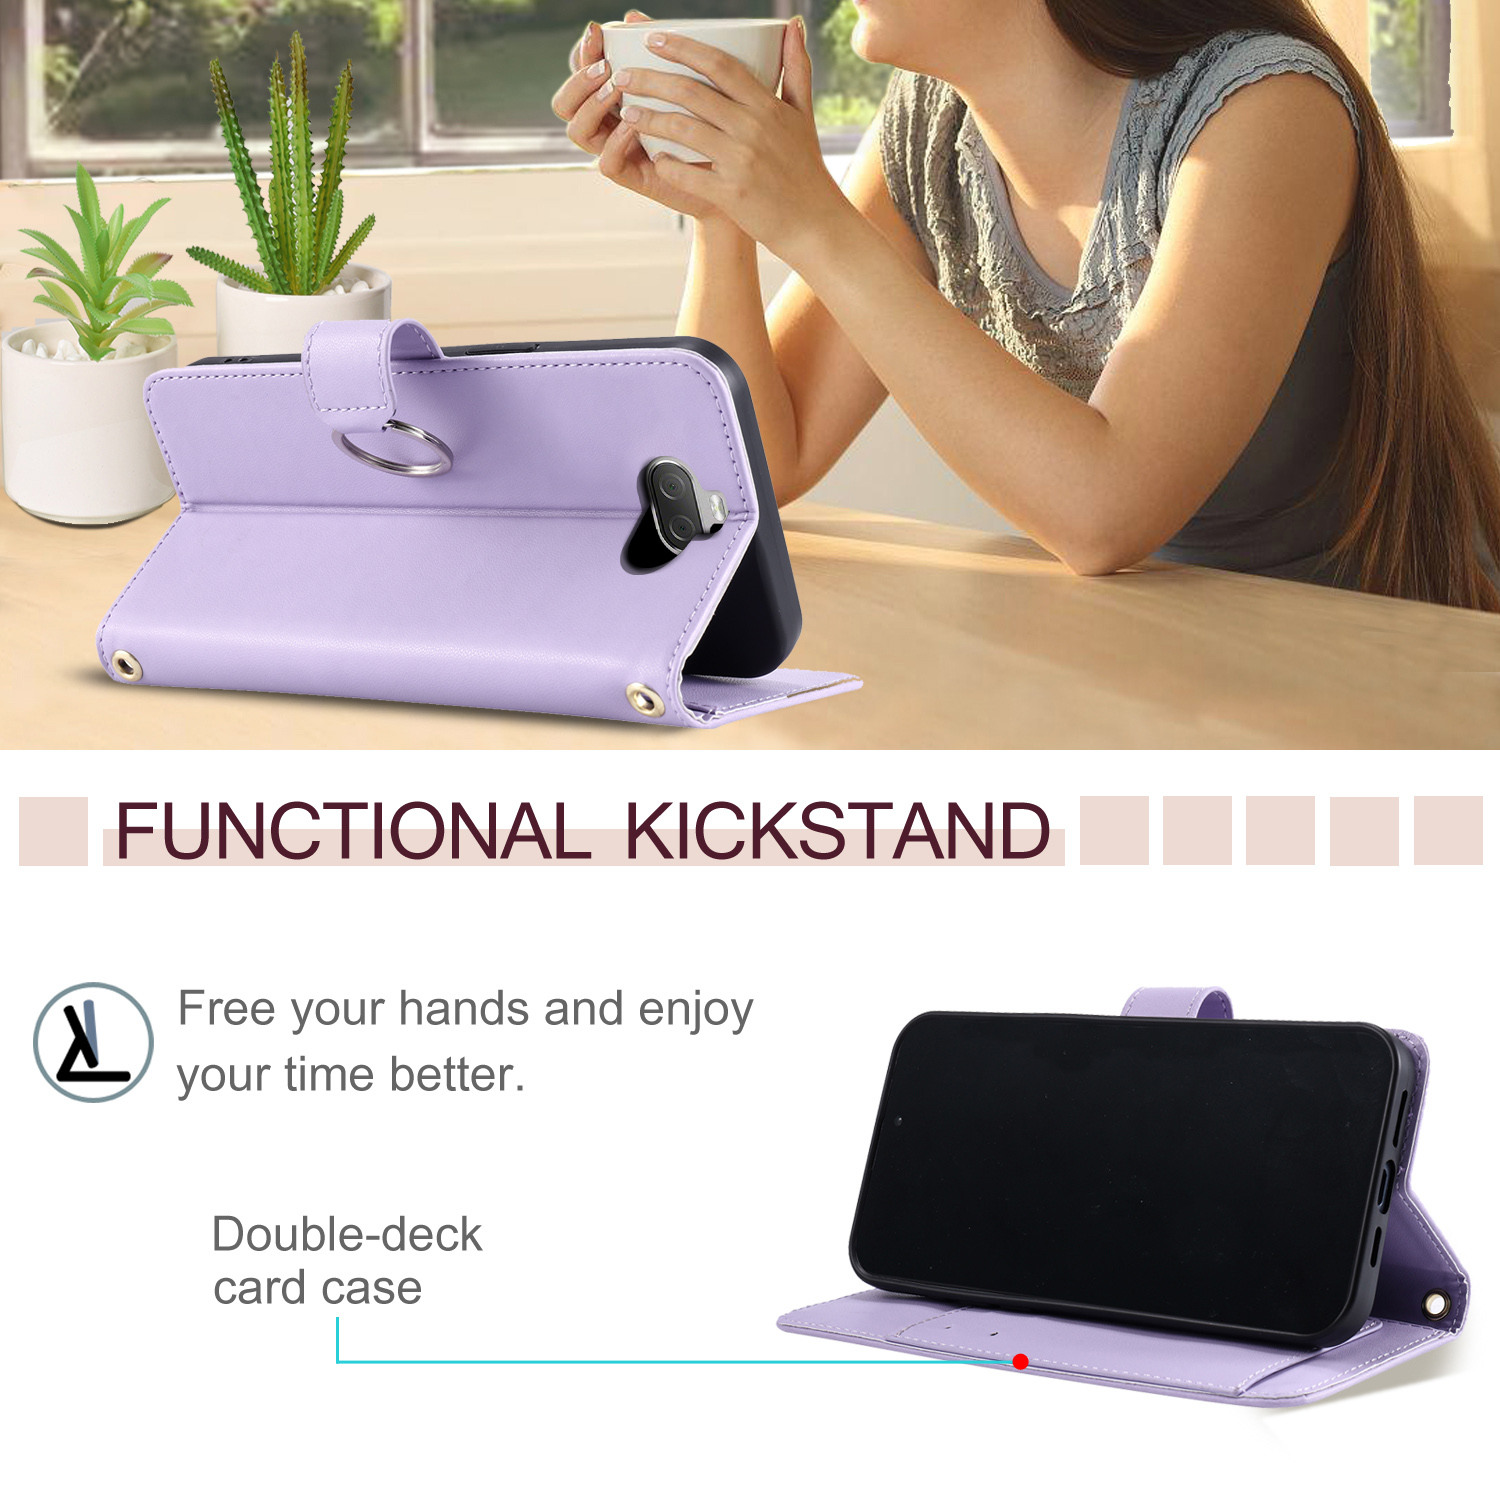 FUNCTIONAL KICKSTAND
Free your hands and enjoy
your time better.
Double-deck
card case